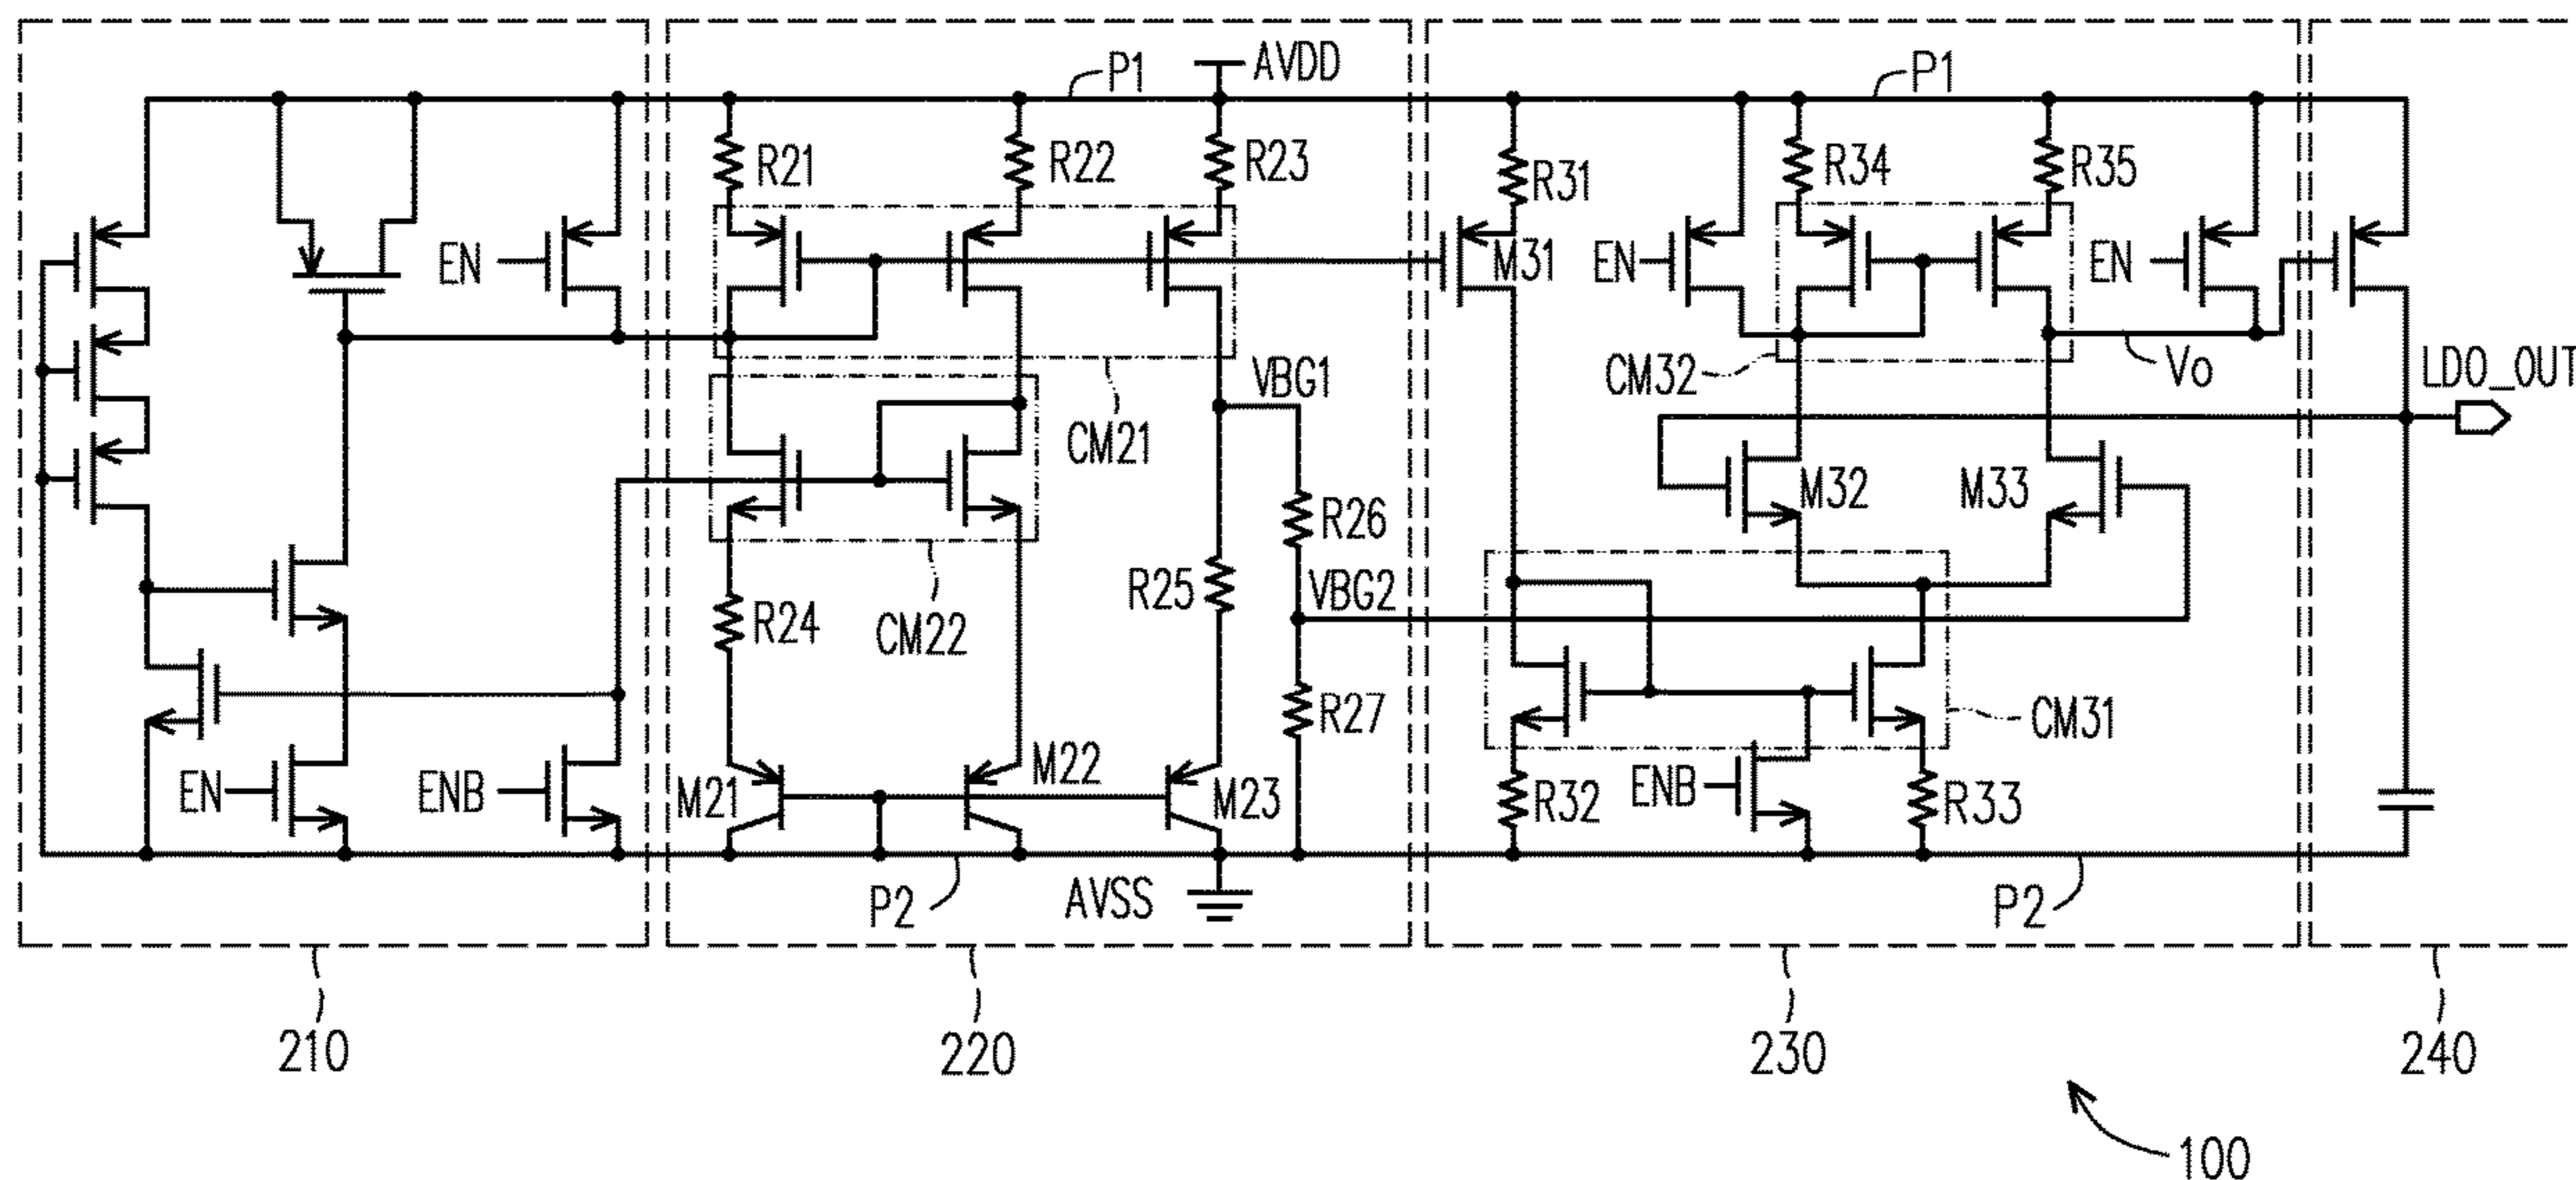 AVDD
P1
P1
R21
R22
R23
R31
R34
R35
EN
M31
EN
EN
CM32
Vo
LDO_OUT
VBG1
CM21
M32
M33
R26
R24
CM22
R25
VBG2
R27
CM31
EN
ENB
M21
M22
M23
R32
ENB
R33
P2
AVSS
P2
210
220
230
240
100